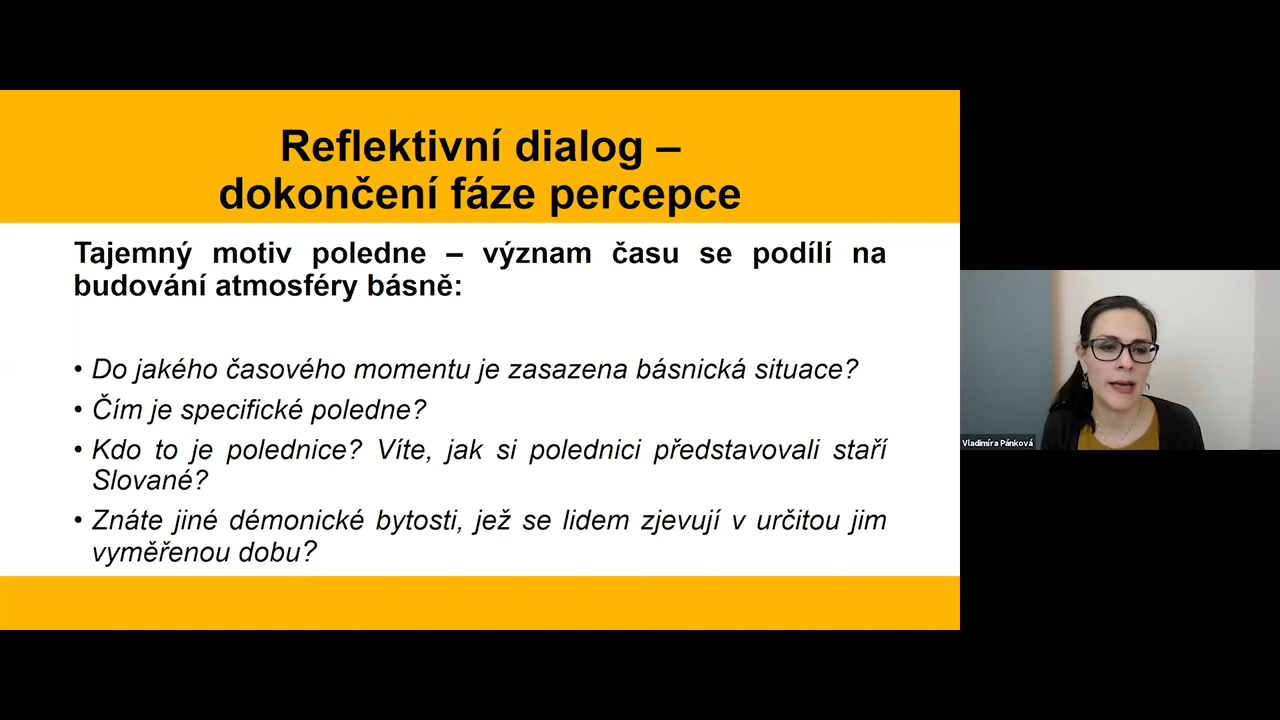 Reflektivní dialog –
dokončení fáze percepce
Tajemný motiv poledne – význam času se podílí na
budování atmosféry básně:
• Do jakého časového momentu je zasazena básnická situace?
• Čím je specifické poledne?
• Kdo to je polednice? Víte, jak si polednici představovali staří
Slované?
• Znáte jiné démonické bytosti, jež se lidem zjevují v určitou jim
vyměřenou dobu?
Vladimíra Pánková